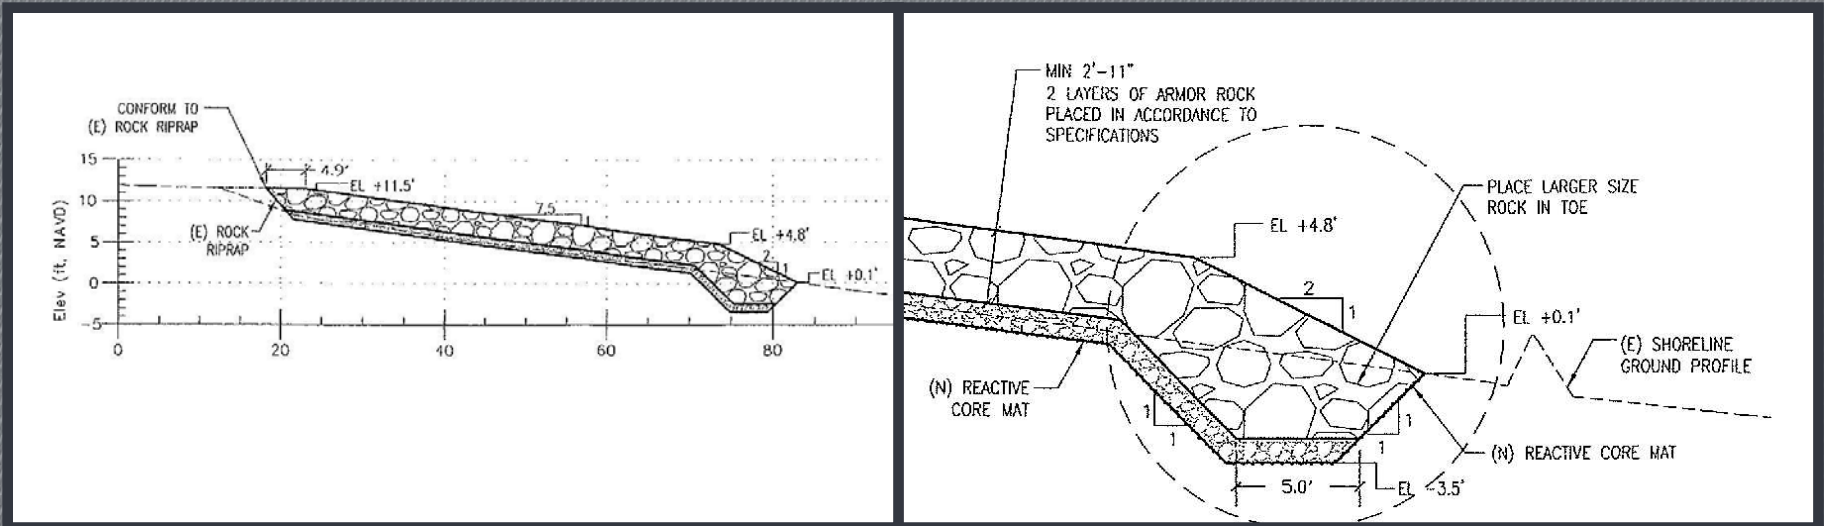 CONFORM TO
(E) ROCK RIPRAP
4.9'
EL +11.5'
7.5
1
EL +4.8'
2
1
EL +0.1'
(E) ROCK
RIPRAP
Elev (ft, NAVD)
15
10
5
0
-5
0
20
40
60
80
MIN 2'-11"
2 LAYERS OF ARMOR ROCK
PLACED IN ACCORDANCE TO
SPECIFICATIONS
PLACE LARGER SIZE
ROCK IN TOE
EL +4.8'
2
1
EL +0.1'
(E) SHORELINE
GROUND PROFILE
(N) REACTIVE
CORE MAT
1
1
1
1
(N) REACTIVE CORE MAT
5.0'
EL -3.5'